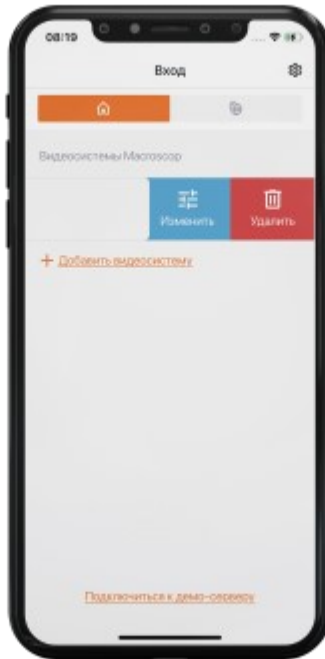 08:19
Вход
Видеосистемы Macroscop
Изменить
Удалить
+ Добавить видеосистему
Подключиться к демо-серверу